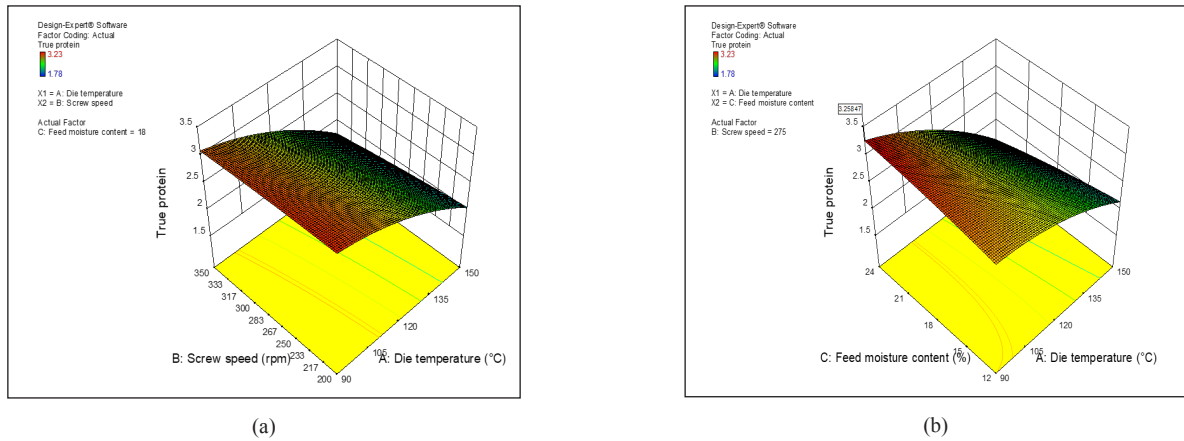 Design-Expert® Software
Factor Coding: Actual
True protein
3.23
1.78
X1 = A: Die temperature
X2 = B: Screw speed
Actual Factor
C: Feed moisture content = 18
3.5
3
2.5
2
1.5
True protein
350
333
317
300
283
267
250
233
217
200
90
105
120
135
150
B: Screw speed (rpm)
A: Die temperature (°C)
(a)
Design-Expert® Software
Factor Coding: Actual
True protein
3.23
1.78
X1 = A: Die temperature
X2 = C: Feed moisture content
Actual Factor
B: Screw speed = 275
3.25847
3.5
3
2.5
2
1.5
True protein
24
21
18
15
12
90
105
120
135
150
C: Feed moisture content (%)
A: Die temperature (°C)
(b)